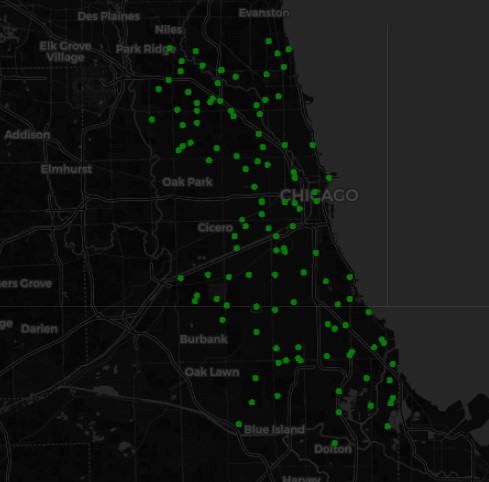 Evanston
Des Plaines
Niles
Elk Grove
Village
Park Ridge
Addison
Elmhurst
Oak Park
CHICAGO
Cicero
ers Grove
ge
Darien
Burbank
Oak Lawn
Blue Island
Dolton
Harvey